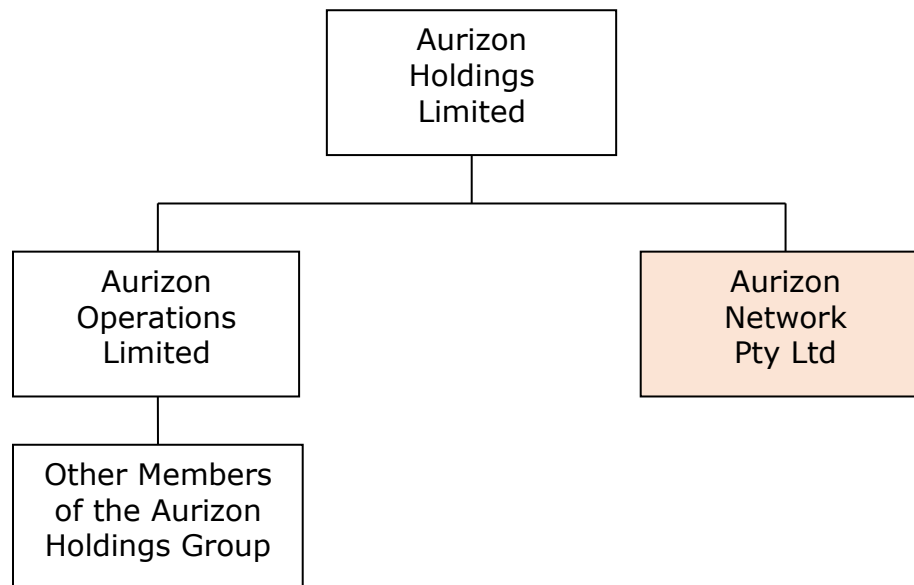 Aurizon
Holdings
Limited
Aurizon
Operations
Limited
Aurizon
Network
Pty Ltd
Other Members
of the Aurizon
Holdings Group